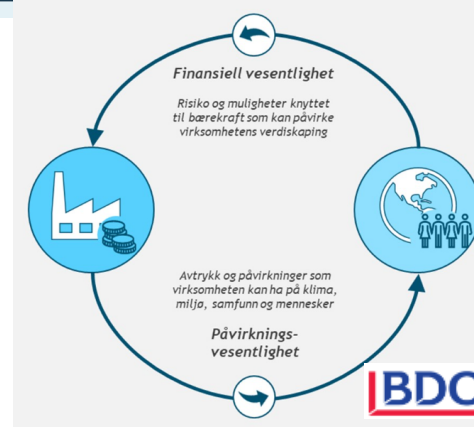 Finansiell vesentlighet
Risiko og muligheter knyttet
til bærekraft som kan påvirke
virksomhetens verdiskaping
Avtrykk og påvirkninger som
virksomheten kan ha på klima,
miljø, samfunn og mennesker
Påvirknings-
vesentlighet
BDO